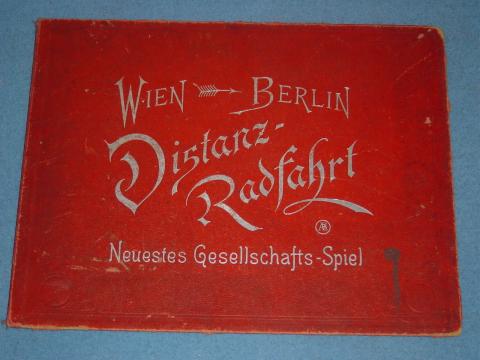 WIEN BERLIN
Distanz-
Radfahrt
Neuestes Gesellschafts-Spiel